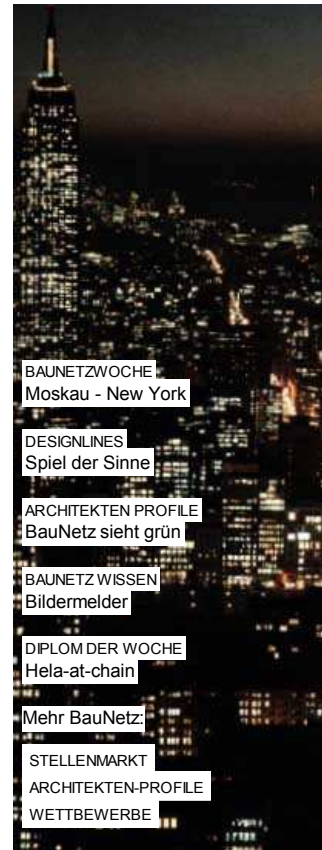 BAUNETZWOCHE
Moskau - New York
DESIGNLINES
Spiel der Sinne
ARCHITEKTEN PROFILE
BauNetz sieht grün
BAUNETZ WISSEN
Bildermelder
DIPLOM DER WOCHE
Hela-at-chain
Mehr BauNetz:
STELLENMARKT
ARCHITEKTEN-PROFILE
WETTBEWERBE